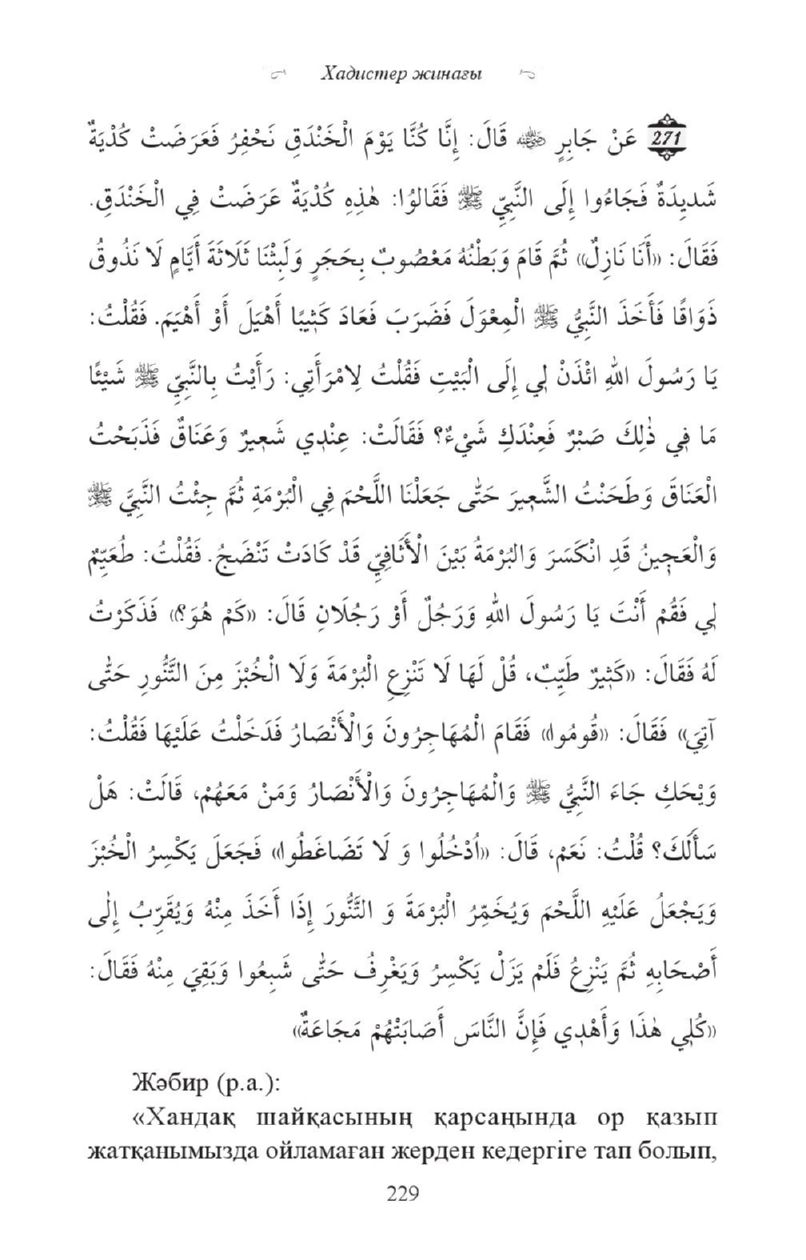 Хадистер жинағы
271 عَنْ جَابِرٍ ﷜ قَالَ: إِنَّا كُنَّا يَوْمَ الْخَنْدَقِ نَحْفِرُ فَعَرَضَتْ كُدْيَةٌ
شَدِيدَةٌ فَجَاءُوا إِلَى النَّبِيِّ ﷺ فَقَالُوا: هٰذِهِ كُدْيَةٌ عَرَضَتْ فِي الْخَنْدَقِ.
فَقَالَ: «أَنَا نَازِلٌ» ثُمَّ قَامَ وَبَطْنُهُ مَعْصُوبٌ بِحَجَرٍ وَلَبِثْنَا ثَلَاثَةَ أَيَّامٍ لَا نَذُوقُ
ذَوَاقًا فَأَخَذَ النَّبِيُّ ﷺ الْمِعْوَلَ فَضَرَبَ فَعَادَ كَثِيبًا أَهْيَلَ أَوْ أَهْيَمَ. فَقُلْتُ:
يَا رَسُولَ اللهِ ائْذَنْ لِي إِلَى الْبَيْتِ فَقُلْتُ لِامْرَأَتِي: رَأَيْتُ بِالنَّبِيِّ ﷺ شَيْئًا
مَا فِي ذٰلِكَ صَبْرٌ فَعِنْدَكِ شَيْءٌ؟ فَقَالَتْ: عِنْدِي شَعِيرٌ وَعَنَاقٌ فَذَبَحْتُ
الْعَنَاقَ وَطَحَنْتُ الشَّعِيرَ حَتَّى جَعَلْنَا اللَّحْمَ فِي الْبُرْمَةِ ثُمَّ جِئْتُ النَّبِيَّ ﷺ
وَالْعَجِينُ قَدِ انْكَسَرَ وَالْبُرْمَةُ بَيْنَ الْأَثَافِيِّ قَدْ كَادَتْ تَنْضَجُ. فَقُلْتُ: طُعَيِّمٌ
لِي فَقُمْ أَنْتَ يَا رَسُولَ اللهِ وَرَجُلٌ أَوْ رَجُلَانِ قَالَ: «كَمْ هُوَ؟» فَذَكَرْتُ
لَهُ فَقَالَ: «كَثِيرٌ طَيِّبٌ، قُلْ لَهَا لَا تَنْزِعِ الْبُرْمَةَ وَلَا الْخُبْزَ مِنَ التَّنُّورِ حَتَّى
آتِيَ» فَقَالَ: «قُومُوا» فَقَامَ الْمُهَاجِرُونَ وَالْأَنْصَارُ فَدَخَلْتُ عَلَيْهَا فَقُلْتُ:
وَيْحَكِ جَاءَ النَّبِيُّ ﷺ وَالْمُهَاجِرُونَ وَالْأَنْصَارُ وَمَنْ مَعَهُمْ، قَالَتْ: هَلْ
سَأَلَكَ؟ قُلْتُ: نَعَمْ، قَالَ: «اُدْخُلُوا وَ لَا تَضَاغَطُوا» فَجَعَلَ يَكْسِرُ الْخُبْزَ
وَيَجْعَلُ عَلَيْهِ اللَّحْمَ وَيُخَمِّرُ الْبُرْمَةَ وَ التَّنُّورَ إِذَا أَخَذَ مِنْهُ وَيُقَرِّبُ إِلٰى
أَصْحَابِهِ ثُمَّ يَنْزِعُ فَلَمْ يَزَلْ يَكْسِرُ وَيَغْرِفُ حَتَّى شَبِعُوا وَبَقِيَ مِنْهُ فَقَالَ:
«كُلِي هٰذَا وَأَهْدِي فَإِنَّ النَّاسَ أَصَابَتْهُمْ مَجَاعَةٌ»
Жәбир (р.а.):
«Хандақ шайқасының қарсаңында ор қазып
жатқанымызда ойламаған жерден кедергіге тап болып,
229